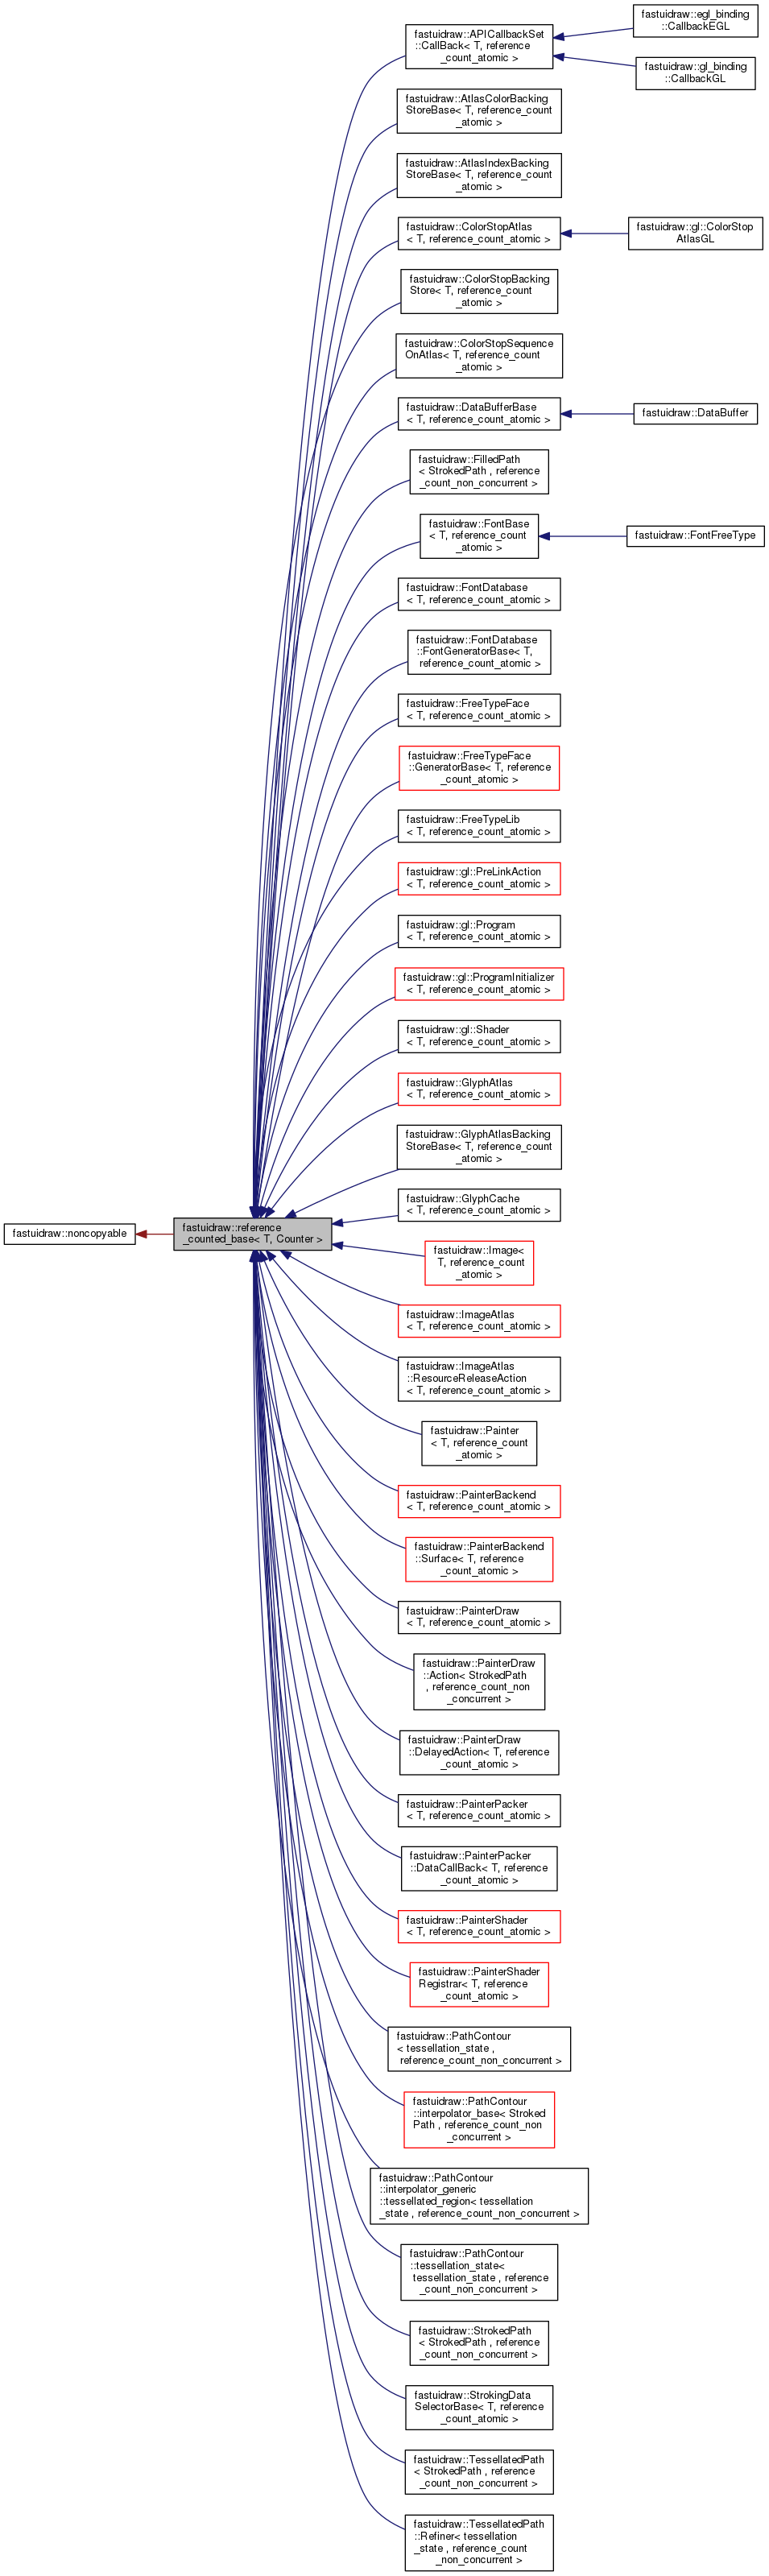 fastuidraw::APICallbackSet
::CallBack< T, reference
_count_atomic >
fastuidraw::egl_binding
::CallbackEGL
fastuidraw::gl_binding
::CallbackGL
fastuidraw::AtlasColorBacking
StoreBase< T, reference_count
_atomic >
fastuidraw::AtlasIndexBacking
StoreBase< T, reference_count
_atomic >
fastuidraw::ColorStopAtlas
< T, reference_count_atomic >
fastuidraw::gl::ColorStop
AtlasGL
fastuidraw::ColorStopBacking
Store< T, reference_count
_atomic >
fastuidraw::ColorStopSequence
OnAtlas< T, reference_count
_atomic >
fastuidraw::DataBufferBase
< T, reference_count_atomic >
fastuidraw::DataBuffer
fastuidraw::FilledPath
< StrokedPath , reference
_count_non_concurrent >
fastuidraw::FontBase
< T, reference_count
_atomic >
fastuidraw::FontFreeType
fastuidraw::FontDatabase
< T, reference_count_atomic >
fastuidraw::FontDatabase
::FontGeneratorBase< T,
reference_count_atomic >
fastuidraw::FreeTypeFace
< T, reference_count_atomic >
fastuidraw::FreeTypeFace
::GeneratorBase< T, reference
_count_atomic >
fastuidraw::FreeTypeLib
< T, reference_count_atomic >
fastuidraw::gl::PreLinkAction
< T, reference_count_atomic >
fastuidraw::gl::Program
< T, reference_count_atomic >
fastuidraw::gl::ProgramInitializer
< T, reference_count_atomic >
fastuidraw::gl::Shader
< T, reference_count_atomic >
fastuidraw::GlyphAtlas
< T, reference_count_atomic >
fastuidraw::GlyphAtlasBacking
StoreBase< T, reference_count
_atomic >
fastuidraw::GlyphCache
< T, reference_count_atomic >
fastuidraw::noncopyable
fastuidraw::reference
_counted_base< T, Counter >
fastuidraw::Image<
T, reference_count
_atomic >
fastuidraw::ImageAtlas
< T, reference_count_atomic >
fastuidraw::ImageAtlas
::ResourceReleaseAction
< T, reference_count_atomic >
fastuidraw::Painter
< T, reference_count
_atomic >
fastuidraw::PainterBackend
< T, reference_count_atomic >
fastuidraw::PainterBackend
::Surface< T, reference
_count_atomic >
fastuidraw::PainterDraw
< T, reference_count_atomic >
fastuidraw::PainterDraw
::Action< StrokedPath
, reference_count_non
_concurrent >
fastuidraw::PainterDraw
::DelayedAction< T, reference
_count_atomic >
fastuidraw::PainterPacker
< T, reference_count_atomic >
fastuidraw::PainterPacker
::DataCallBack< T, reference
_count_atomic >
fastuidraw::PainterShader
< T, reference_count_atomic >
fastuidraw::PainterShader
Registrar< T, reference
_count_atomic >
fastuidraw::PathContour
< tessellation_state ,
reference_count_non_concurrent >
fastuidraw::PathContour
::interpolator_base< Stroked
Path , reference_count_non
_concurrent >
fastuidraw::PathContour
::interpolator_generic
::tessellated_region< tessellation
_state , reference_count_non_concurrent >
fastuidraw::PathContour
::tessellation_state<
tessellation_state , reference
_count_non_concurrent >
fastuidraw::StrokedPath
< StrokedPath , reference
_count_non_concurrent >
fastuidraw::StrokingData
SelectorBase< T, reference
_count_atomic >
fastuidraw::TessellatedPath
< StrokedPath , reference
_count_non_concurrent >
fastuidraw::TessellatedPath
::Refiner< tessellation
_state , reference_count
_non_concurrent >